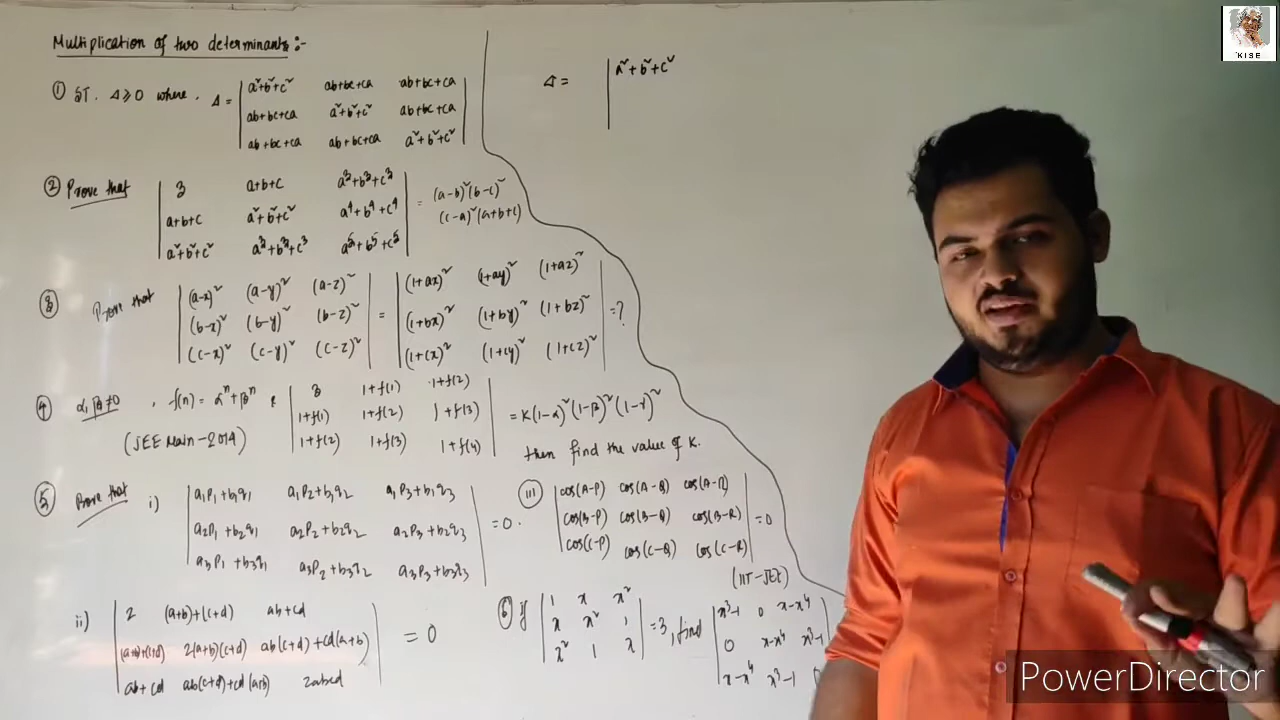 Multiplication of two determinants :-
① ST. Δ ≥ 0 where, Δ = | a²+b²+c² ab+bc+ca ab+bc+ca |
| ab+bc+ca a²+b²+c² ab+bc+ca |
| ab+bc+ca ab+bc+ca a²+b²+c² |
Δ = | a²+b²+c²
② Prove that | 3 a+b+c a³+b³+c³ |
| a+b+c a²+b²+c² a⁴+b⁴+c⁴ | = (a-b)²(b-c)²
| a²+b²+c² a³+b³+c³ a⁵+b⁵+c⁵ | (c-a)²(a+b+c)
③ Prove that | (a-x)² (a-y)² (a-z)² | = | (1+ax)² (1+ay)² (1+az)² |
| (b-x)² (b-y)² (b-z)² | | (1+bx)² (1+by)² (1+bz)² | = ?
| (c-x)² (c-y)² (c-z)² | | (1+cx)² (1+cy)² (1+cz)² |
④ α, β ≠ 0 , f(n) = αⁿ+βⁿ & | 3 1+f(1) 1+f(2) |
| 1+f(1) 1+f(2) 1+f(3) | = K(1-α)²(1-β)²(1-γ)²
(JEE Main-2014) | 1+f(2) 1+f(3) 1+f(4) | then find the value of K.
⑤ Prove that i) | a₁p₁+b₁q₁ a₁p₂+b₁q₂ a₁p₃+b₁q₃ |
| a₂p₁+b₂q₁ a₂p₂+b₂q₂ a₂p₃+b₂q₃ | = 0.
| a₃p₁+b₃q₁ a₃p₂+b₃q₂ a₃p₃+b₃q₃ |
iii) | cos(A-P) cos(A-Q) cos(A-R) |
| cos(B-P) cos(B-Q) cos(B-R) | = 0
| cos(C-P) cos(C-Q) cos(C-R) |
(IIT-JEE)
ii) | 2 (a+b)+(c+d) ab+cd |
| (a+b)+(c+d) 2(a+b)(c+d) ab(c+d)+cd(a+b) | = 0
| ab+cd ab(c+d)+cd(a+b) 2abcd |
⑥ If | 1 x x² |
| x x² 1 | = 3, find
| x² 1 x |
| x³-1 0 x-x⁴ |
| 0 x-x⁴ x³-1 |
| x-x⁴ x³-1 0 |
'KISE
PowerDirector